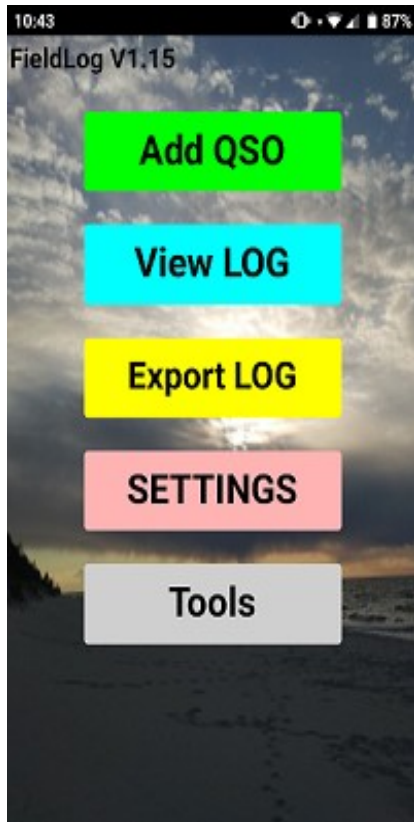 10:43 87%
FieldLog V1.15
Add QSO
View LOG
Export LOG
SETTINGS
Tools